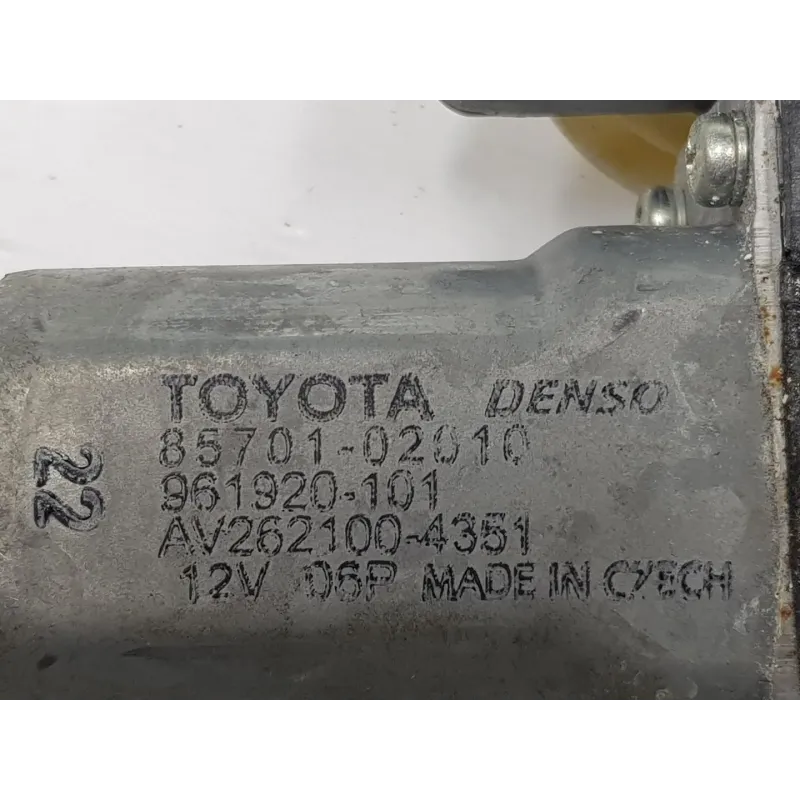 TOYOTA DENSO
85701-02010
961920-101
AV262100-4351
12V 06P MADE IN CZECH
22